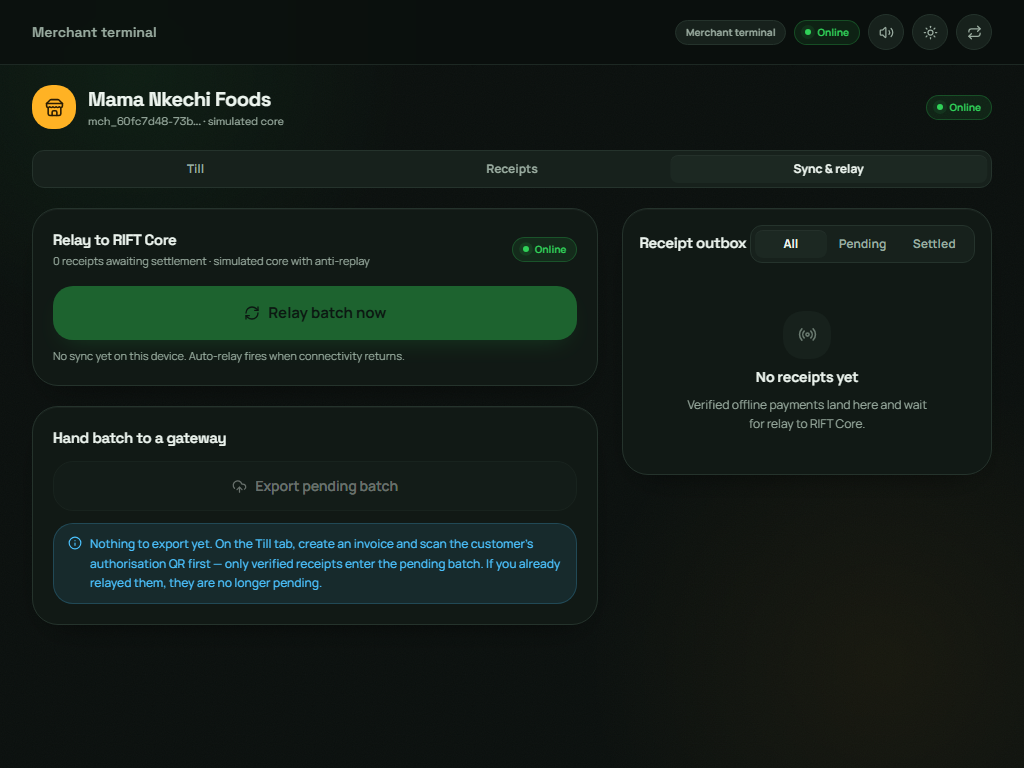 Merchant terminal
Merchant terminal
Online
Mama Nkechi Foods
mch_60fc7d48-73b… · simulated core
Online
Till
Receipts
Sync & relay
Relay to RIFT Core
0 receipts awaiting settlement · simulated core with anti-replay
Online
Relay batch now
No sync yet on this device. Auto-relay fires when connectivity returns.
Hand batch to a gateway
Export pending batch
Nothing to export yet. On the Till tab, create an invoice and scan the customer's
authorisation QR first — only verified receipts enter the pending batch. If you already
relayed them, they are no longer pending.
Receipt outbox
All
Pending
Settled
No receipts yet
Verified offline payments land here and wait
for relay to RIFT Core.